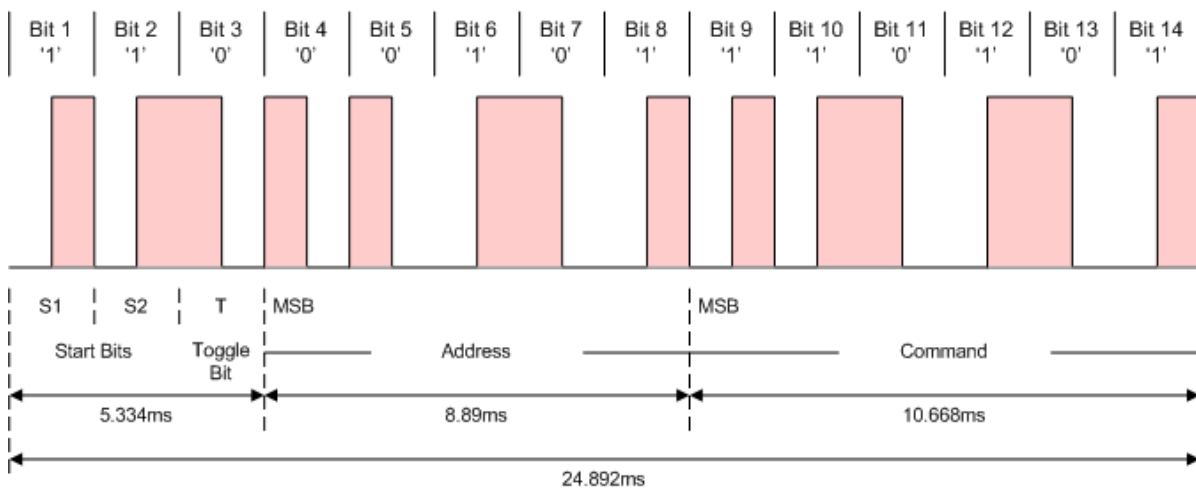 Bit 1 Bit 2 Bit 3 Bit 4 Bit 5 Bit 6 Bit 7 Bit 8 Bit 9 Bit 10 Bit 11 Bit 12 Bit 13 Bit 14
'1' '1' '0' '0' '0' '1' '0' '1' '1' '1' '0' '1' '0' '1'
S1 S2 T MSB MSB
Start Bits Toggle Address Command
Bit
5.334ms 8.89ms 10.668ms
24.892ms